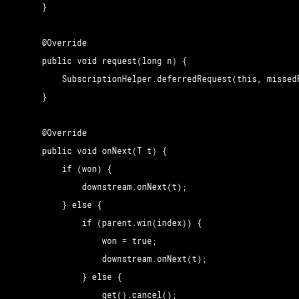 }
@Override
public void request(long n) {
SubscriptionHelper.deferredRequest(this,
}
@Override
public void onNext(T t) {
if (won) {
downstream.onNext(t);
} else {
if (parent.win(index)) {
won = true;
downstream.onNext(t);
} else {
get().cancel();